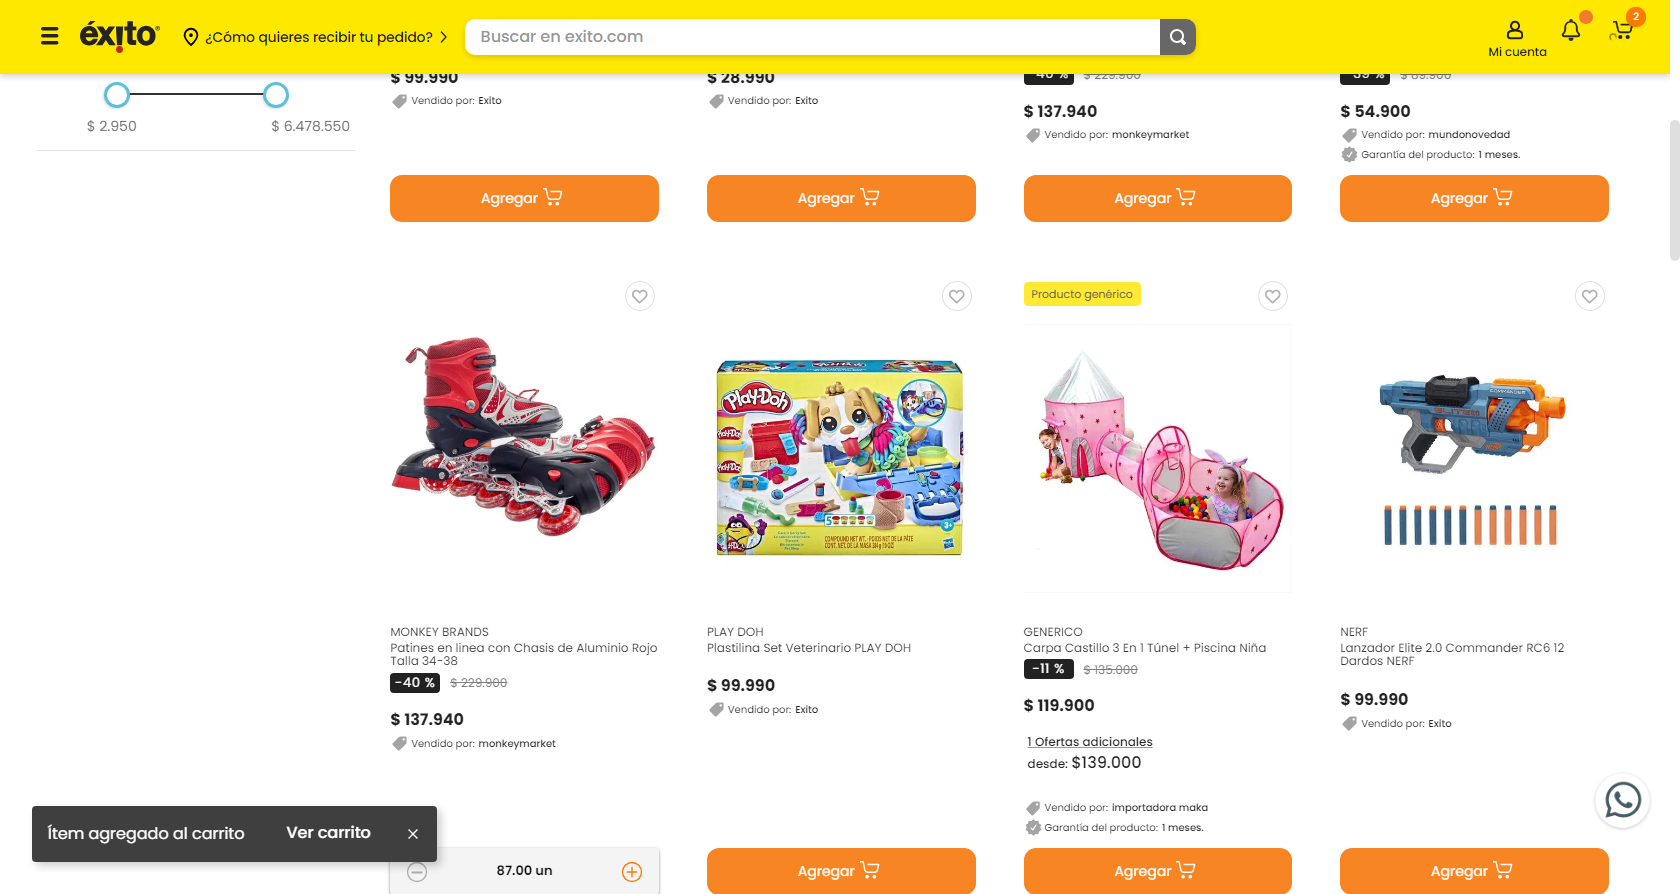 éxito
¿Cómo quieres recibir tu pedido?
Buscar en exito.com
Mi cuenta
2
$ 2.950
$ 6.478.550
$ 99.990
Vendido por: Exito
Agregar
$ 28.990
Vendido por: Exito
Agregar
-40 % $ 229.900
$ 137.940
Vendido por: monkeymarket
Agregar
-39 % $ 89.900
$ 54.900
Vendido por: mundonovedad
Garantía del producto: 1 meses.
Agregar
MONKEY BRANDS
Patines en linea con Chasis de Aluminio Rojo
Talla 34-38
-40 % $ 229.900
$ 137.940
Vendido por: monkeymarket
87.00 un
Play-Doh
3+
PLAY DOH
Plastilina Set Veterinario PLAY DOH
$ 99.990
Vendido por: Exito
Agregar
Producto genérico
GENERICO
Carpa Castillo 3 En 1 Túnel + Piscina Niña
-11 % $ 135.000
$ 119.900
1 Ofertas adicionales
desde: $139.000
Vendido por: importadora maka
Garantía del producto: 1 meses.
Agregar
COMMANDER
NERF
Lanzador Elite 2.0 Commander RC6 12
Dardos NERF
$ 99.990
Vendido por: Exito
Agregar
Ítem agregado al carrito
Ver carrito